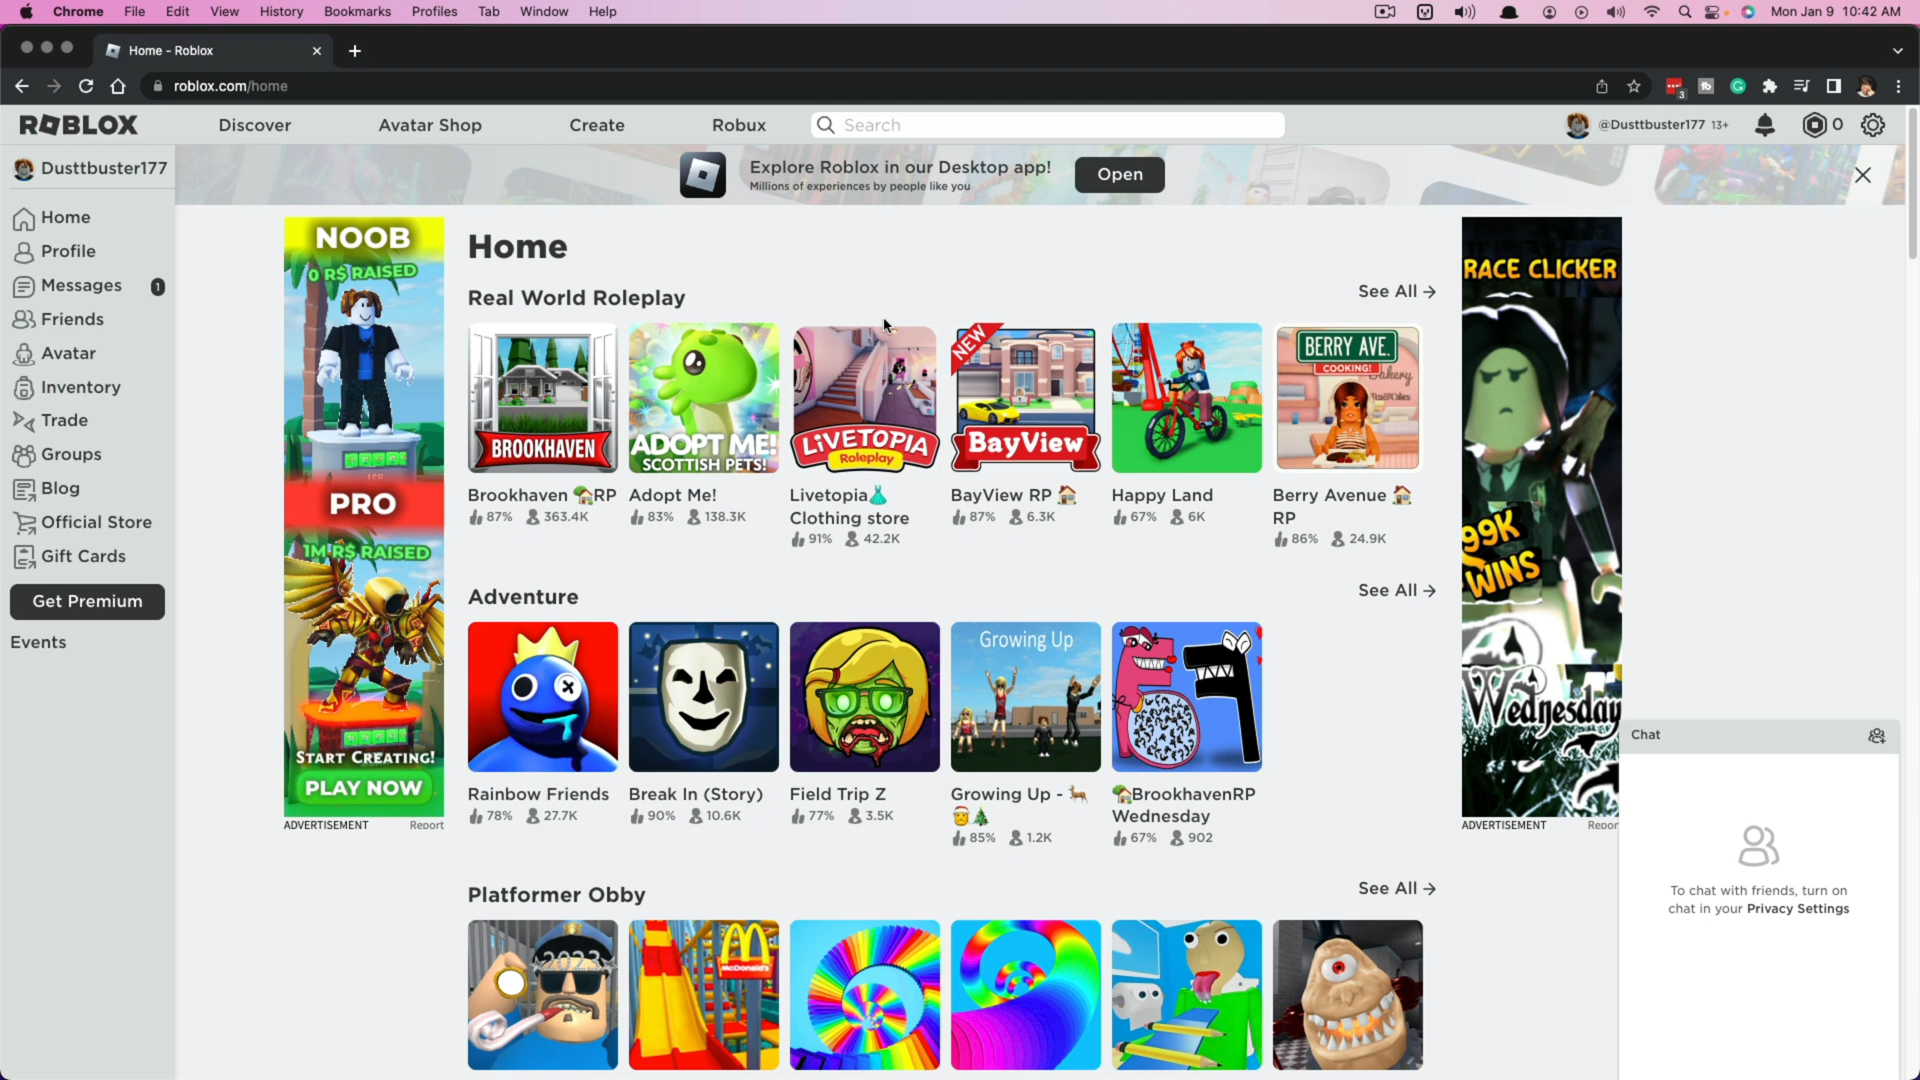 Chrome File Edit View History Bookmarks Profiles Tab Window Help Mon Jan 9 10:42 AM
Home - Roblox
roblox.com/home
3
ROBLOX Discover Avatar Shop Create Robux Search @Dusttbuster177 13+ 0
Dusttbuster177
Explore Roblox in our Desktop app!
Millions of experiences by people like you
Open
Home
Profile
Messages 1
Friends
Avatar
Inventory
Trade
Groups
Blog
Official Store
Gift Cards
Get Premium
Events
NOOB
0 R$ RAISED
PRO
1M R$ RAISED
START CREATING!
PLAY NOW
ADVERTISEMENT Report
Home
Real World Roleplay See All →
BROOKHAVEN
ADOPT ME!
SCOTTISH PETS!
LIVETOPIA
Roleplay
NEW
BayView
BERRY AVE.
COOKING!
Bakery
Brookhaven 🏡RP
87% 363.4K
Adopt Me!
83% 138.3K
Livetopia👗
Clothing store
91% 42.2K
BayView RP 🏠
87% 6.3K
Happy Land
67% 6K
Berry Avenue 🏠
RP
86% 24.9K
Adventure See All →
Growing Up
Rainbow Friends
78% 27.7K
Break In (Story)
90% 10.6K
Field Trip Z
77% 3.5K
Growing Up - 🦌
🎅🎄
85% 1.2K
🏡BrookhavenRP
Wednesday
67% 902
Platformer Obby See All →
2023
McDonald's
RACE CLICKER
99K
WINS
Wednesday
ADVERTISEMENT Repor
Chat
To chat with friends, turn on
chat in your Privacy Settings